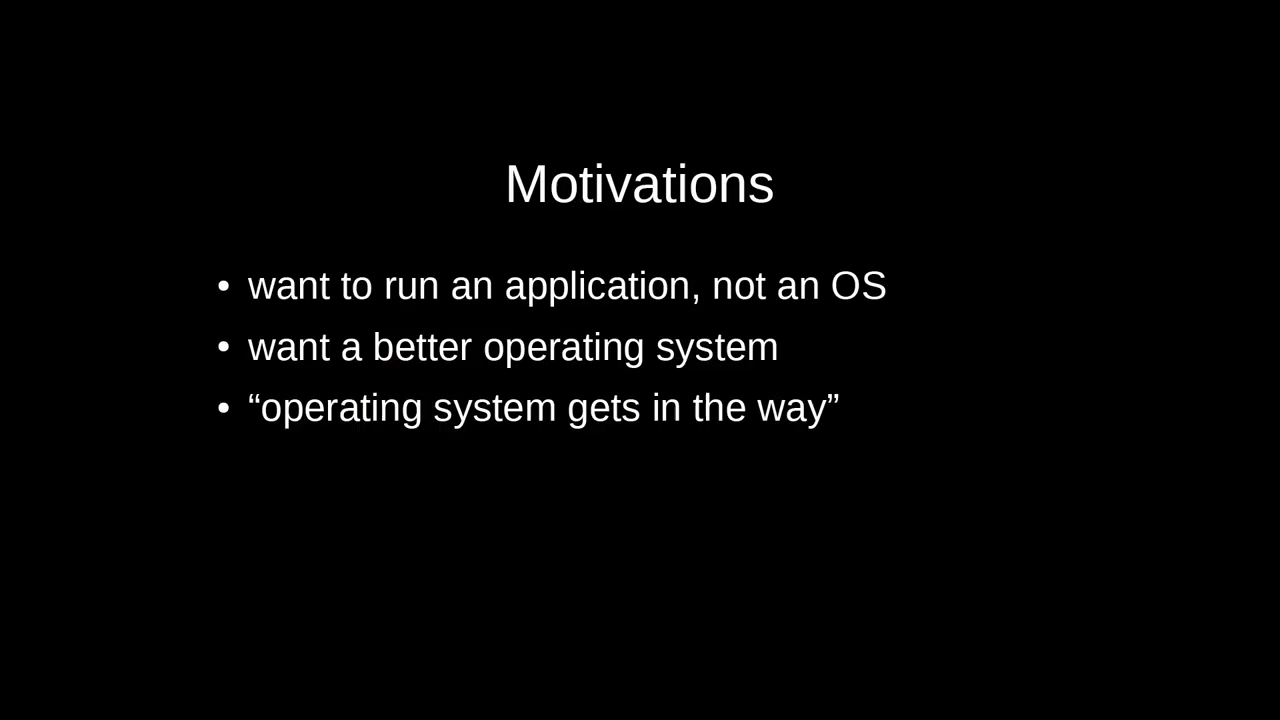 Motivations
• want to run an application, not an OS
• want a better operating system
• “operating system gets in the way”